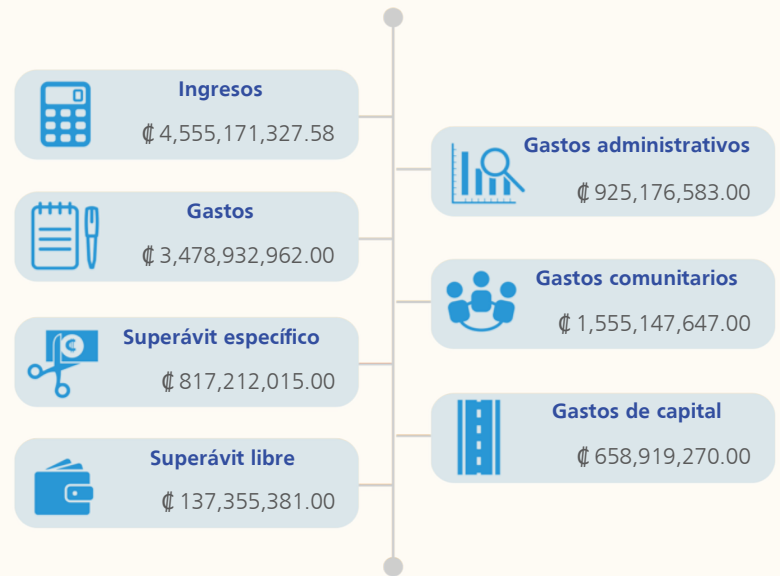 Ingresos
₡ 4,555,171,327.58
Gastos
₡ 3,478,932,962.00
Superávit específico
₡ 817,212,015.00
Superávit libre
₡ 137,355,381.00
Gastos administrativos
₡ 925,176,583.00
Gastos comunitarios
₡ 1,555,147,647.00
Gastos de capital
₡ 658,919,270.00